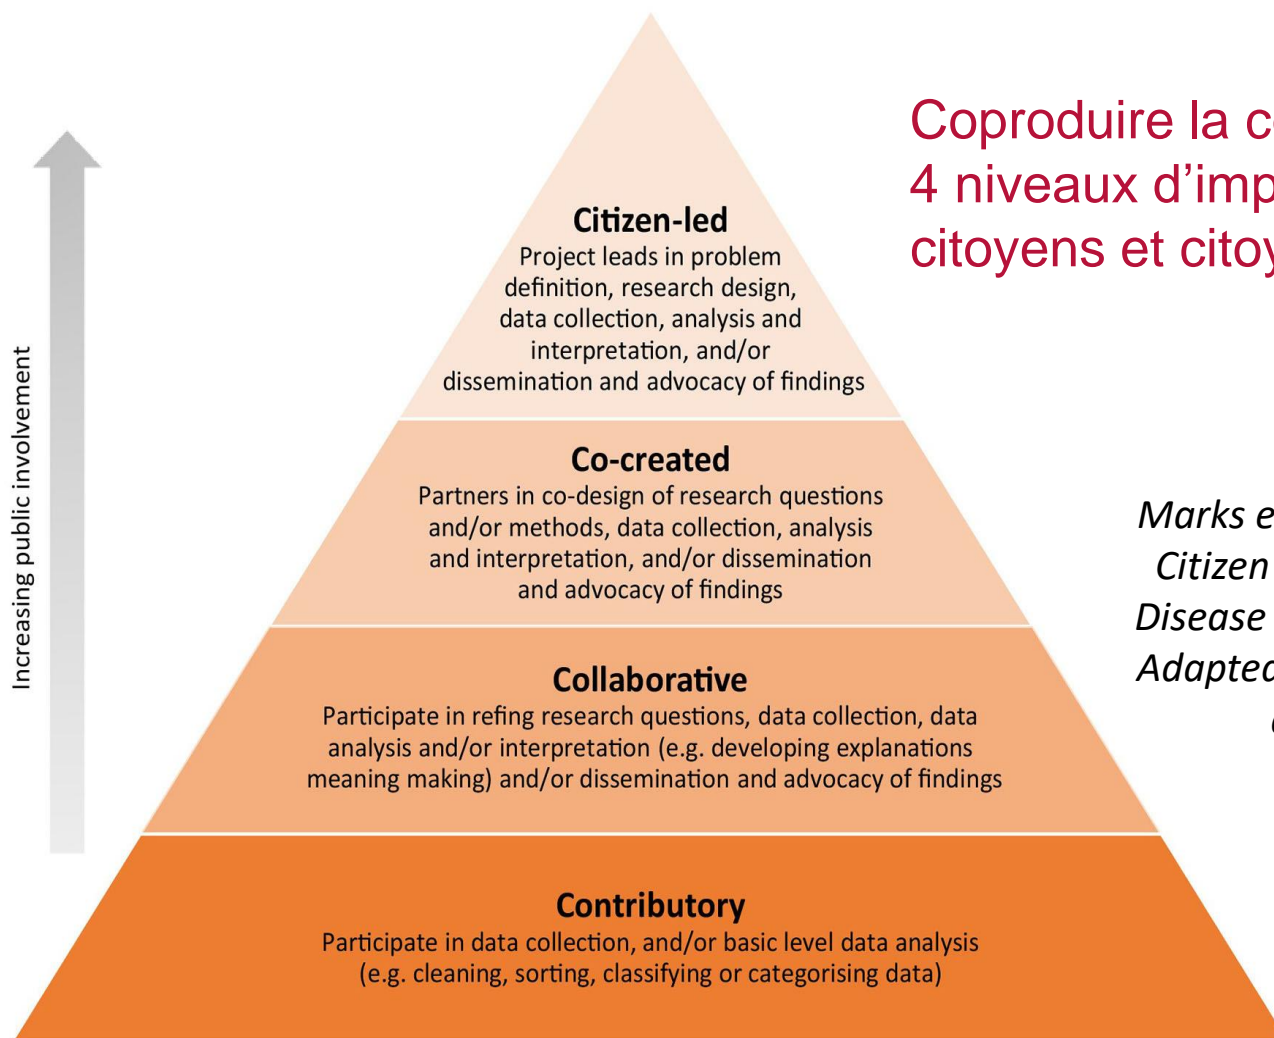 Coproduire la
4 niveaux
citoyens et
Citizen-led
Project leads in problem
definition, research design,
data collection, analysis and
interpretation, and/or
dissemination and advocacy of findings
Co-created
Partners in co-design of research questions
and/or methods, data collection, analysis
and interpretation, and/or dissemination
and advocacy of findings
Marks
Citizen
Disease
Collaborative
Participate in refing research questions, data collection, data
analysis and/or interpretation (e.g. developing explanations
meaning making) and/or dissemination and advocacy of findings
Contributory
Participate in data collection, and/or basic level data analysis
(e.g. cleaning, sorting, classifying or categorising data)
Increasing public involvement